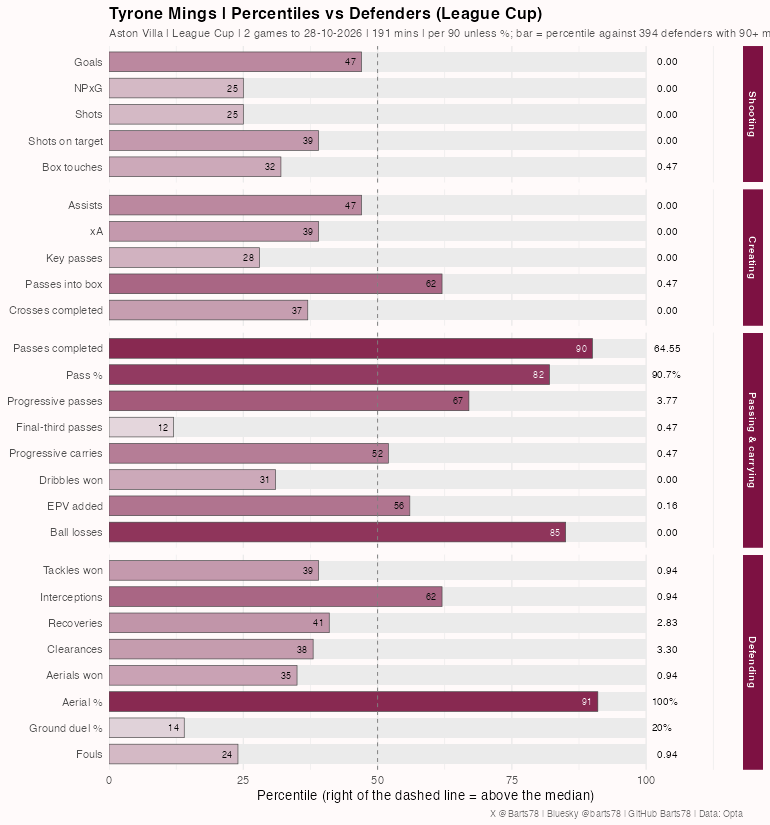 Tyrone Mings | Percentiles vs Defenders (League Cup)
Aston Villa | League Cup | 2 games to 28-10-2026 | 191 mins | per 90 unless %; bar = percentile against 394 defenders with 90+ m
Goals 47 0.00
NPxG 25 0.00
Shots 25 0.00
Shots on target 39 0.00
Box touches 32 0.47
Shooting
Assists 47 0.00
xA 39 0.00
Key passes 28 0.00
Passes into box 62 0.47
Crosses completed 37 0.00
Creating
Passes completed 90 64.55
Pass % 82 90.7%
Progressive passes 67 3.77
Final-third passes 12 0.47
Progressive carries 52 0.47
Dribbles won 31 0.00
EPV added 56 0.16
Ball losses 85 0.00
Passing & carrying
Tackles won 39 0.94
Interceptions 62 0.94
Recoveries 41 2.83
Clearances 38 3.30
Aerials won 35 0.94
Aerial % 91 100%
Ground duel % 14 20%
Fouls 24 0.94
Defending
0 25 50 75 100
Percentile (right of the dashed line = above the median)
X @Barts78 | Bluesky @barts78 | GitHub Barts78 | Data: Opta